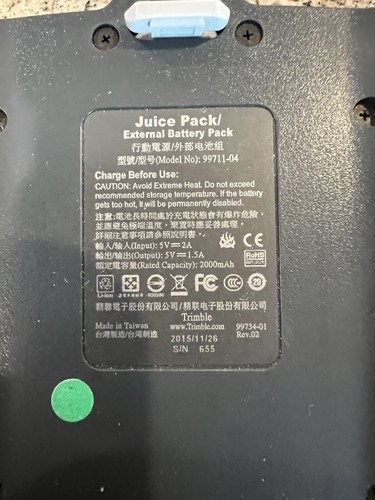 Juice Pack/
External Battery Pack
行動電源/外部电池组
型號/型号(Model No): 99711-04
Charge Before Use:
CAUTION: Avoid Extreme Heat. Do not exceed
recommended storage temperature. If the battery
gets too hot, it will be permanently disabled.
注意:電池長時間處於充電狀態會有爆炸危險,
並應避免極端溫度, 棄置時應妥善處理,
詳細事項請參照說明書.
輸入/输入(Input): 5V⎓2A
輸出/输出(Output): 5V⎓1.5A
額定電容量(Rated Capacity): 2000mAh
CE
RoHS
Li-ion
FC
CCC
20
精聯電子股份有限公司/精联电子股份有限公司
Trimble
Made in Taiwan www.Trimble.com 99734-01
台灣製造/台湾制造 2015/11/26 Rev.02
S/N 655